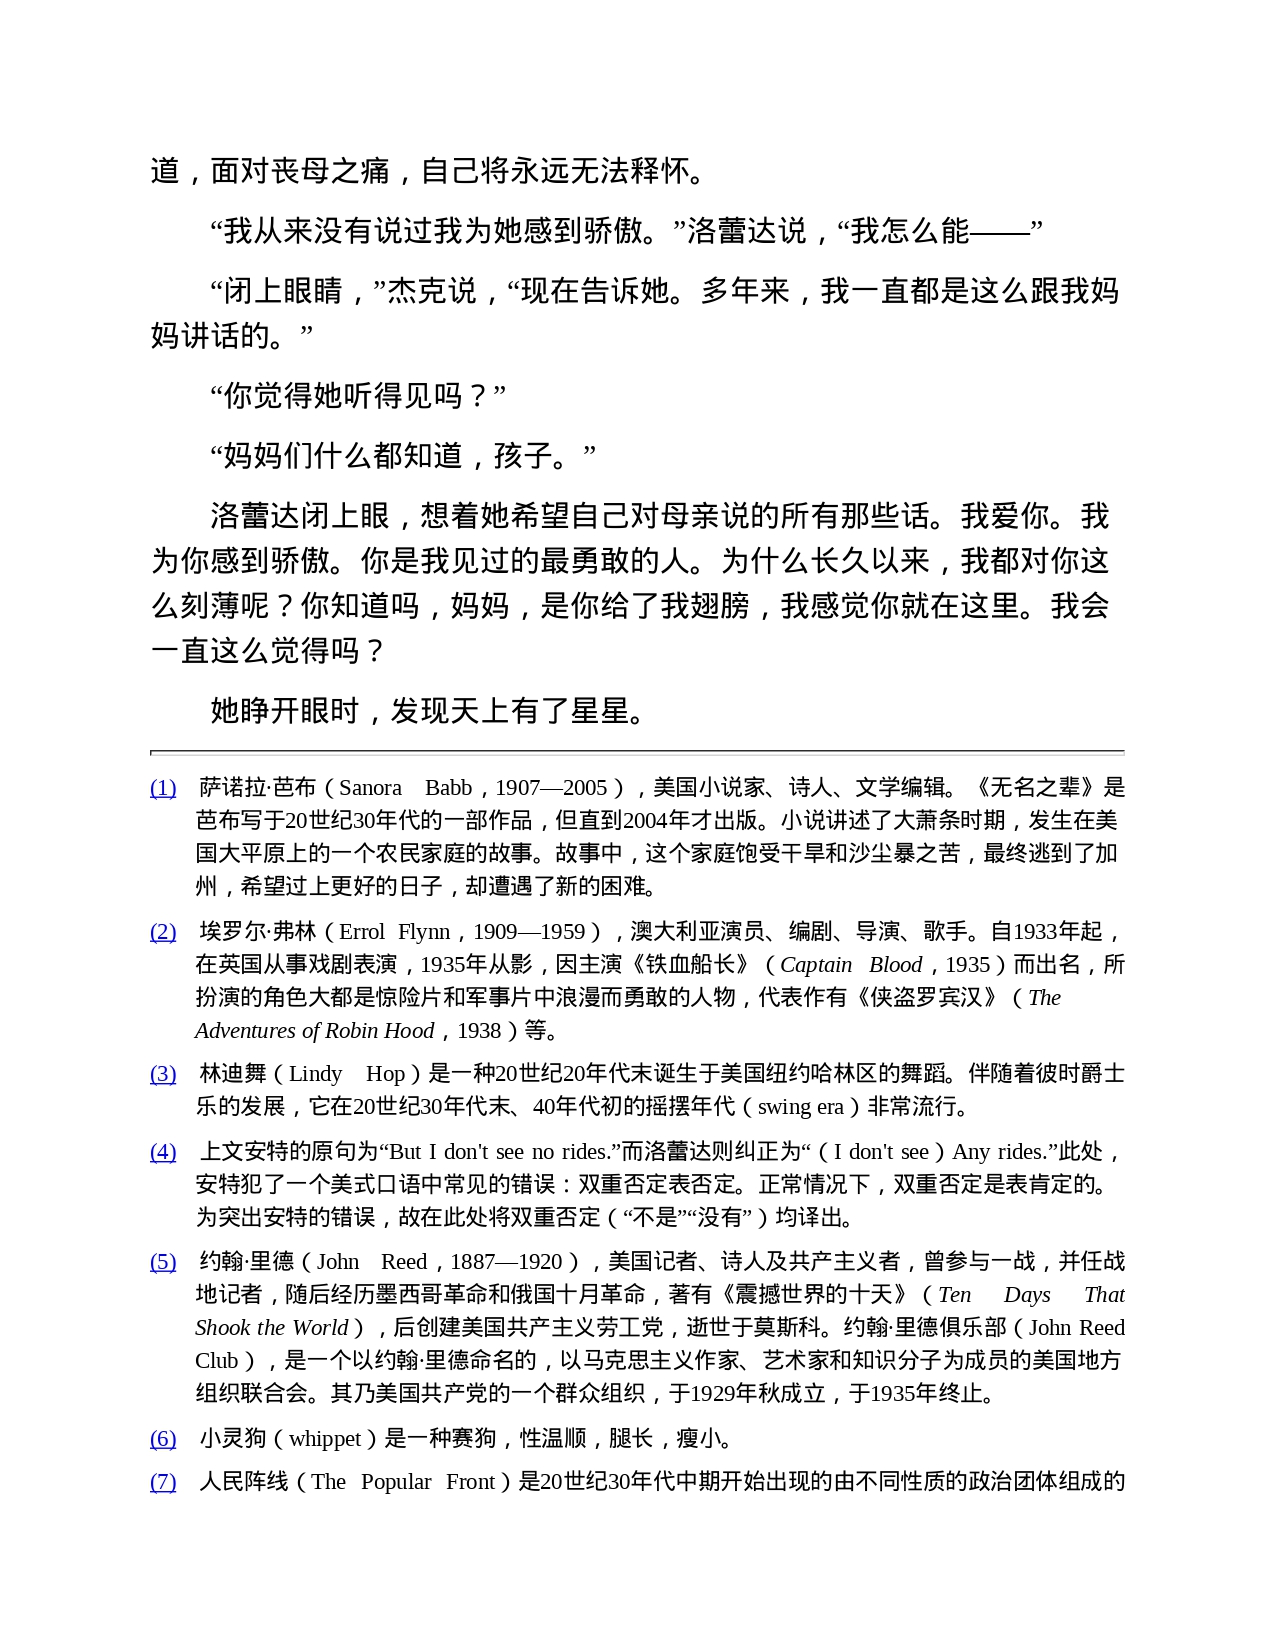 道，面对丧母之痛，自己将永远无法释怀。
“我从来没有说过我为她感到骄傲。”洛蕾达说，“我怎么能——”
“闭上眼睛，”杰克说，“现在告诉她。多年来，我一直都是这么跟我妈
妈讲话的。”
“你觉得她听得见吗？”
“妈妈们什么都知道，孩子。”
洛蕾达闭上眼，想着她希望自己对母亲说的所有那些话。我爱你。我
为你感到骄傲。你是我见过的最勇敢的人。为什么长久以来，我都对你这
么刻薄呢？你知道吗，妈妈，是你给了我翅膀，我感觉你就在这里。我会
一直这么觉得吗？
她睁开眼时，发现天上有了星星。
(1) 萨诺拉·芭布（Sanora Babb，1907—2005），美国小说家、诗人、文学编辑。《无名之辈》是
芭布写于20世纪30年代的一部作品，但直到2004年才出版。小说讲述了大萧条时期，发生在美
国大平原上的一个农民家庭的故事。故事中，这个家庭饱受干旱和沙尘暴之苦，最终逃到了加
州，希望过上更好的日子，却遭遇了新的困难。
(2) 埃罗尔·弗林（Errol Flynn，1909—1959），澳大利亚演员、编剧、导演、歌手。自1933年起，
在英国从事戏剧表演，1935年从影，因主演《铁血船长》（Captain Blood，1935）而出名，所
扮演的角色大都是惊险片和军事片中浪漫而勇敢的人物，代表作有《侠盗罗宾汉》（The
Adventures of Robin Hood，1938）等。
(3) 林迪舞（Lindy Hop）是一种20世纪20年代末诞生于美国纽约哈林区的舞蹈。伴随着彼时爵士
乐的发展，它在20世纪30年代末、40年代初的摇摆年代（swing era）非常流行。
(4) 上文安特的原句为“But I don't see no rides.”而洛蕾达则纠正为“（I don't see）Any rides.”此处，
安特犯了一个美式口语中常见的错误：双重否定表否定。正常情况下，双重否定是表肯定的。
为突出安特的错误，故在此处将双重否定（“不是”“没有”）均译出。
(5) 约翰·里德（John Reed，1887—1920），美国记者、诗人及共产主义者，曾参与一战，并任战
地记者，随后经历墨西哥革命和俄国十月革命，著有《震撼世界的十天》（Ten Days That
Shook the World），后创建美国共产主义劳工党，逝世于莫斯科。约翰·里德俱乐部（John Reed
Club），是一个以约翰·里德命名的，以马克思主义作家、艺术家和知识分子为成员的美国地方
组织联合会。其乃美国共产党的一个群众组织，于1929年秋成立，于1935年终止。
(6) 小灵狗（whippet）是一种赛狗，性温顺，腿长，瘦小。
(7) 人民阵线（The Popular Front）是20世纪30年代中期开始出现的由不同性质的政治团体组成的